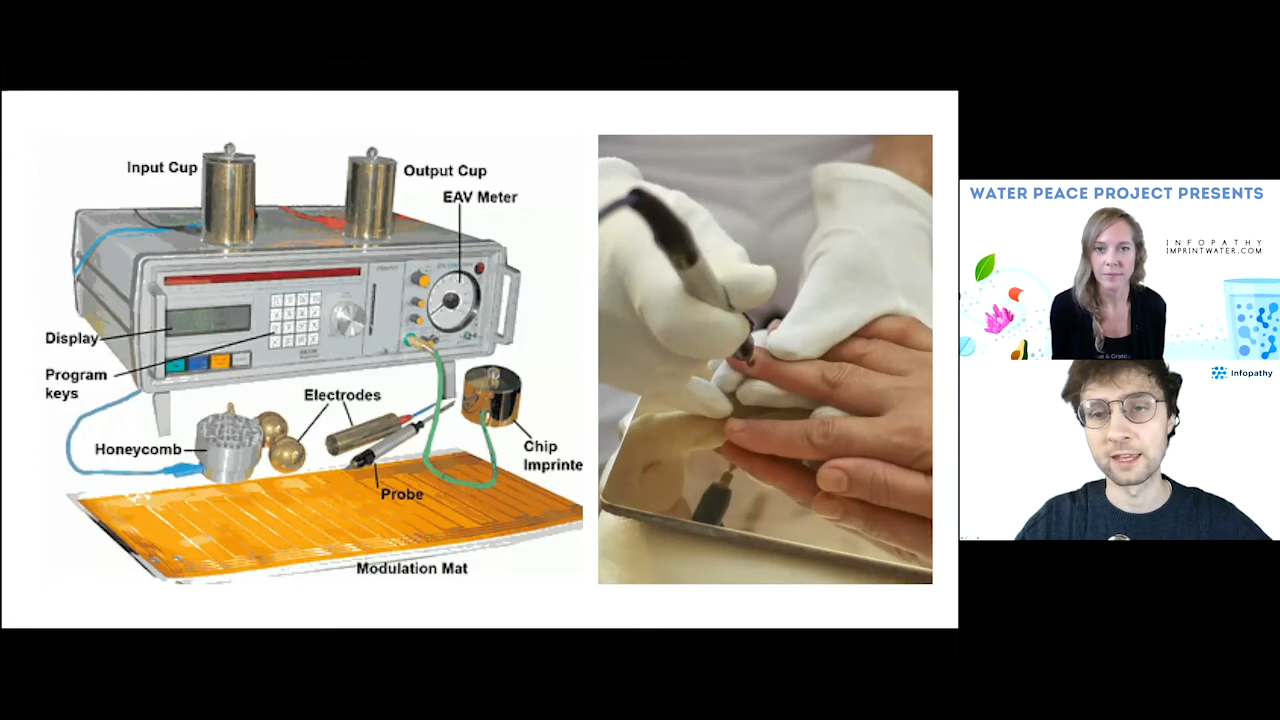 Input Cup
Output Cup
EAV Meter
Display
Program
keys
Electrodes
Honeycomb
Chip
Imprinte
Probe
Modulation Mat
WATER PEACE PROJECT PRESENTS
INFOPATHY
IMPRINTWATER.COM
Infopathy